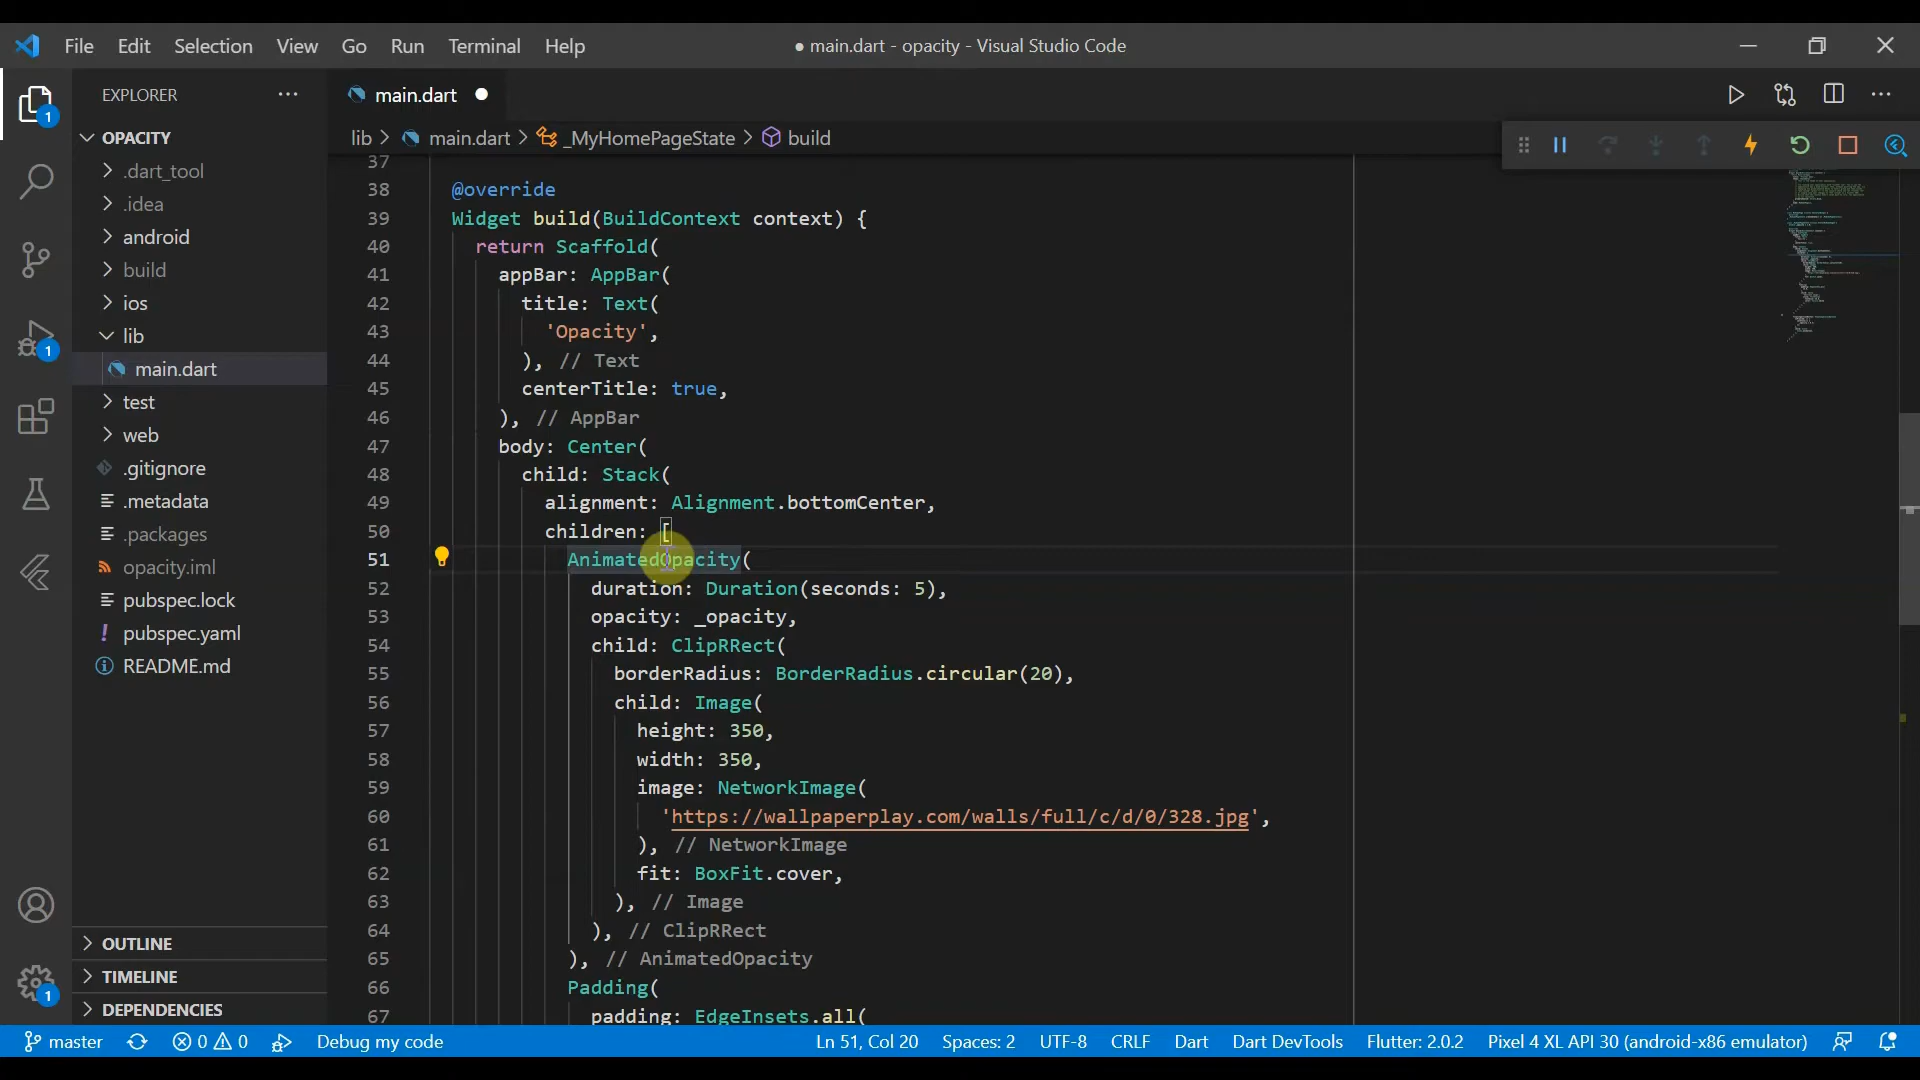 File Edit Selection View Go Run Terminal Help
● main.dart - opacity - Visual Studio Code
EXPLORER
OPACITY
.dart_tool
.idea
android
build
ios
lib
main.dart
test
web
.gitignore
.metadata
.packages
opacity.iml
pubspec.lock
pubspec.yaml
README.md
OUTLINE
TIMELINE
DEPENDENCIES
1
1
1
main.dart
lib > main.dart > _MyHomePageState > build
37
38 @override
39 Widget build(BuildContext context) {
40 return Scaffold(
41 appBar: AppBar(
42 title: Text(
43 'Opacity',
44 ), // Text
45 centerTitle: true,
46 ), // AppBar
47 body: Center(
48 child: Stack(
49 alignment: Alignment.bottomCenter,
50 children: [
51 AnimatedOpacity(
52 duration: Duration(seconds: 5),
53 opacity: _opacity,
54 child: ClipRRect(
55 borderRadius: BorderRadius.circular(20),
56 child: Image(
57 height: 350,
58 width: 350,
59 image: NetworkImage(
60 'https://wallpaperplay.com/walls/full/c/d/0/328.jpg',
61 ), // NetworkImage
62 fit: BoxFit.cover,
63 ), // Image
64 ), // ClipRRect
65 ), // AnimatedOpacity
66 Padding(
67 padding: EdgeInsets.all(
master 0 0 Debug my code Ln 51, Col 20 Spaces: 2 UTF-8 CRLF Dart Dart DevTools Flutter: 2.0.2 Pixel 4 XL API 30 (android-x86 emulator)